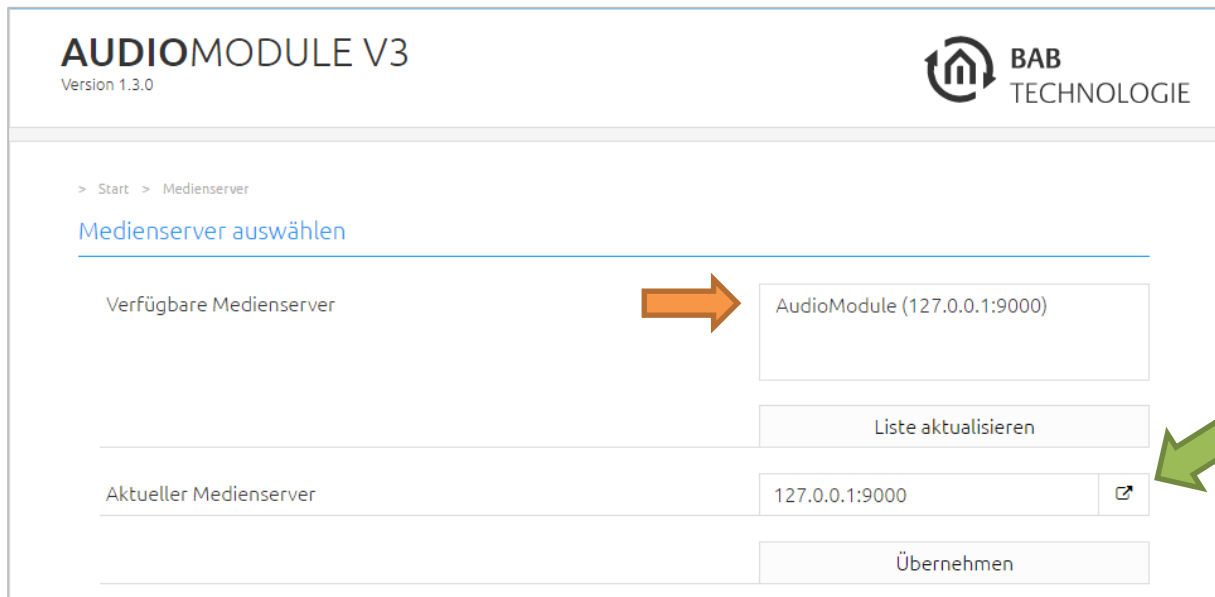 AUDIOMODULE V3
Version 1.3.0
BAB
TECHNOLOGIE
> Start > Medienserver
Medienserver auswählen
Verfügbare Medienserver
AudioModule (127.0.0.1:9000)
Liste aktualisieren
Aktueller Medienserver
127.0.0.1:9000
Übernehmen